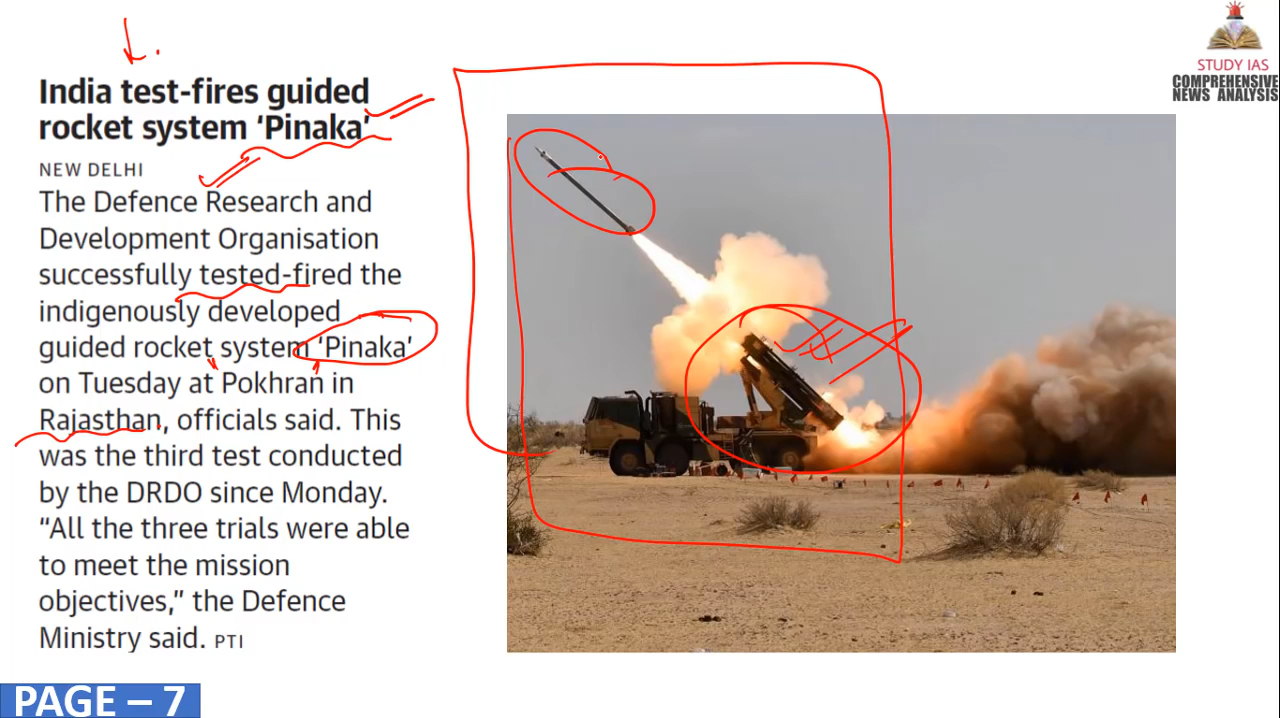 STUDY IAS
COMPREHENSIVE
NEWS ANALYSIS
India test-fires guided
rocket system ‘Pinaka’
NEW DELHI
The Defence Research and
Development Organisation
successfully tested-fired the
indigenously developed
guided rocket system ‘Pinaka’
on Tuesday at Pokhran in
Rajasthan, officials said. This
was the third test conducted
by the DRDO since Monday.
“All the three trials were able
to meet the mission
objectives,” the Defence
Ministry said. PTI
PAGE – 7